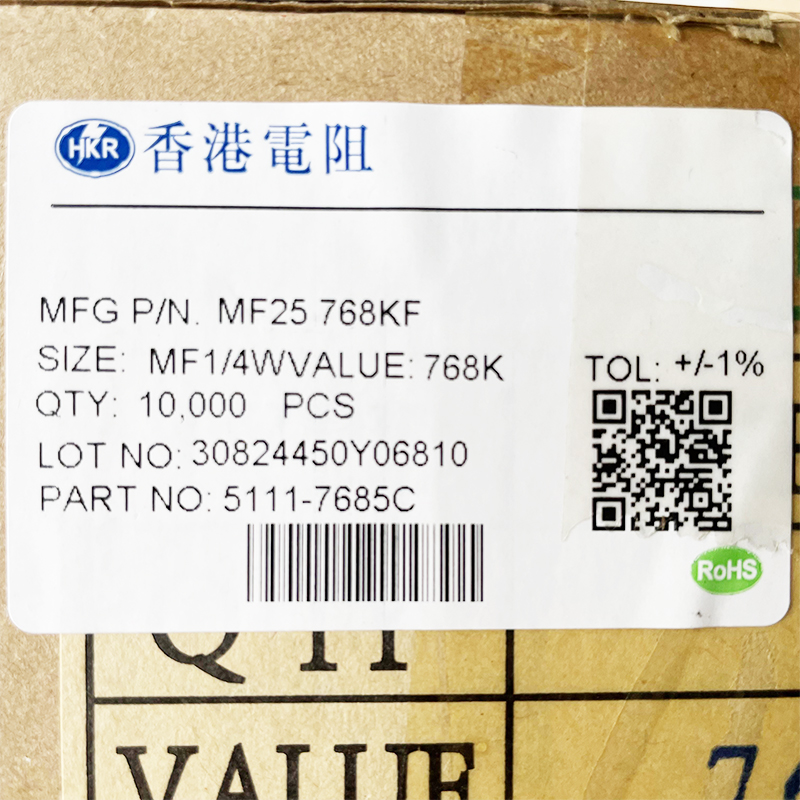 HKR 香港電阻
MFG P/N. MF25 768KF
SIZE: MF1/4WVALUE: 768K TOL: +/-1%
QTY: 10,000 PCS
LOT NO: 30824450Y06810
PART NO: 5111-7685C
RoHS
QTY
VALUE